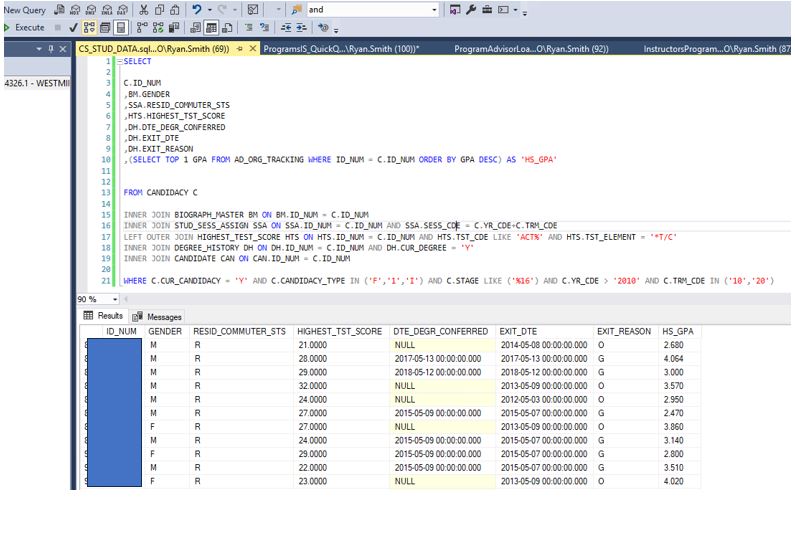 New Query
and
Execute
CS_STUD_DATA.sql...O\Ryan.Smith (69))
ProgramsIS_QuickQ...\Ryan.Smith (100))*
ProgramAdvisorLoa...O\Ryan.Smith (92))
InstructorsProgram...O\Ryan.Smith (87
4326.1 - WESTMI
1 SELECT
2
3 C.ID_NUM
4 ,BM.GENDER
5 ,SSA.RESID_COMMUTER_STS
6 ,HTS.HIGHEST_TST_SCORE
7 ,DH.DTE_DEGR_CONFERRED
8 ,DH.EXIT_DTE
9 ,DH.EXIT_REASON
10 ,(SELECT TOP 1 GPA FROM AD_ORG_TRACKING WHERE ID_NUM = C.ID_NUM ORDER BY GPA DESC) AS 'HS_GPA'
11
12
13 FROM CANDIDACY C
14
15 INNER JOIN BIOGRAPH_MASTER BM ON BM.ID_NUM = C.ID_NUM
16 INNER JOIN STUD_SESS_ASSIGN SSA ON SSA.ID_NUM = C.ID_NUM AND SSA.SESS_CDE = C.YR_CDE+C.TRM_CDE
17 LEFT OUTER JOIN HIGHEST_TEST_SCORE HTS ON HTS.ID_NUM = C.ID_NUM AND HTS.TST_CDE LIKE 'ACT%' AND HTS.TST_ELEMENT = '*T/C'
18 INNER JOIN DEGREE_HISTORY DH ON DH.ID_NUM = C.ID_NUM AND DH.CUR_DEGREE = 'Y'
19 INNER JOIN CANDIDATE CAN ON CAN.ID_NUM = C.ID_NUM
20
21 WHERE C.CUR_CANDIDACY = 'Y' AND C.CANDIDACY_TYPE IN ('F','1','I') AND C.STAGE LIKE ('%16') AND C.YR_CDE > '2010' AND C.TRM_CDE IN ('10','20')
90 %
Results Messages
ID_NUM GENDER RESID_COMMUTER_STS HIGHEST_TST_SCORE DTE_DEGR_CONFERRED EXIT_DTE EXIT_REASON HS_GPA
M R 21.0000 NULL 2014-05-08 00:00:00.000 O 2.680
M R 28.0000 2017-05-13 00:00:00.000 2017-05-13 00:00:00.000 G 4.064
M R 29.0000 2018-05-12 00:00:00.000 2018-05-12 00:00:00.000 G 3.000
M R 32.0000 NULL 2013-05-09 00:00:00.000 O 3.570
M R 24.0000 NULL 2012-05-03 00:00:00.000 O 2.950
M R 27.0000 2015-05-09 00:00:00.000 2015-05-07 00:00:00.000 G 2.470
F R 27.0000 NULL 2013-05-09 00:00:00.000 O 3.860
M R 24.0000 2015-05-09 00:00:00.000 2015-05-07 00:00:00.000 G 3.140
F R 29.0000 2015-05-09 00:00:00.000 2015-05-07 00:00:00.000 G 2.800
M R 22.0000 2015-05-09 00:00:00.000 2015-05-07 00:00:00.000 G 3.510
F R 23.0000 NULL 2013-05-09 00:00:00.000 O 4.020